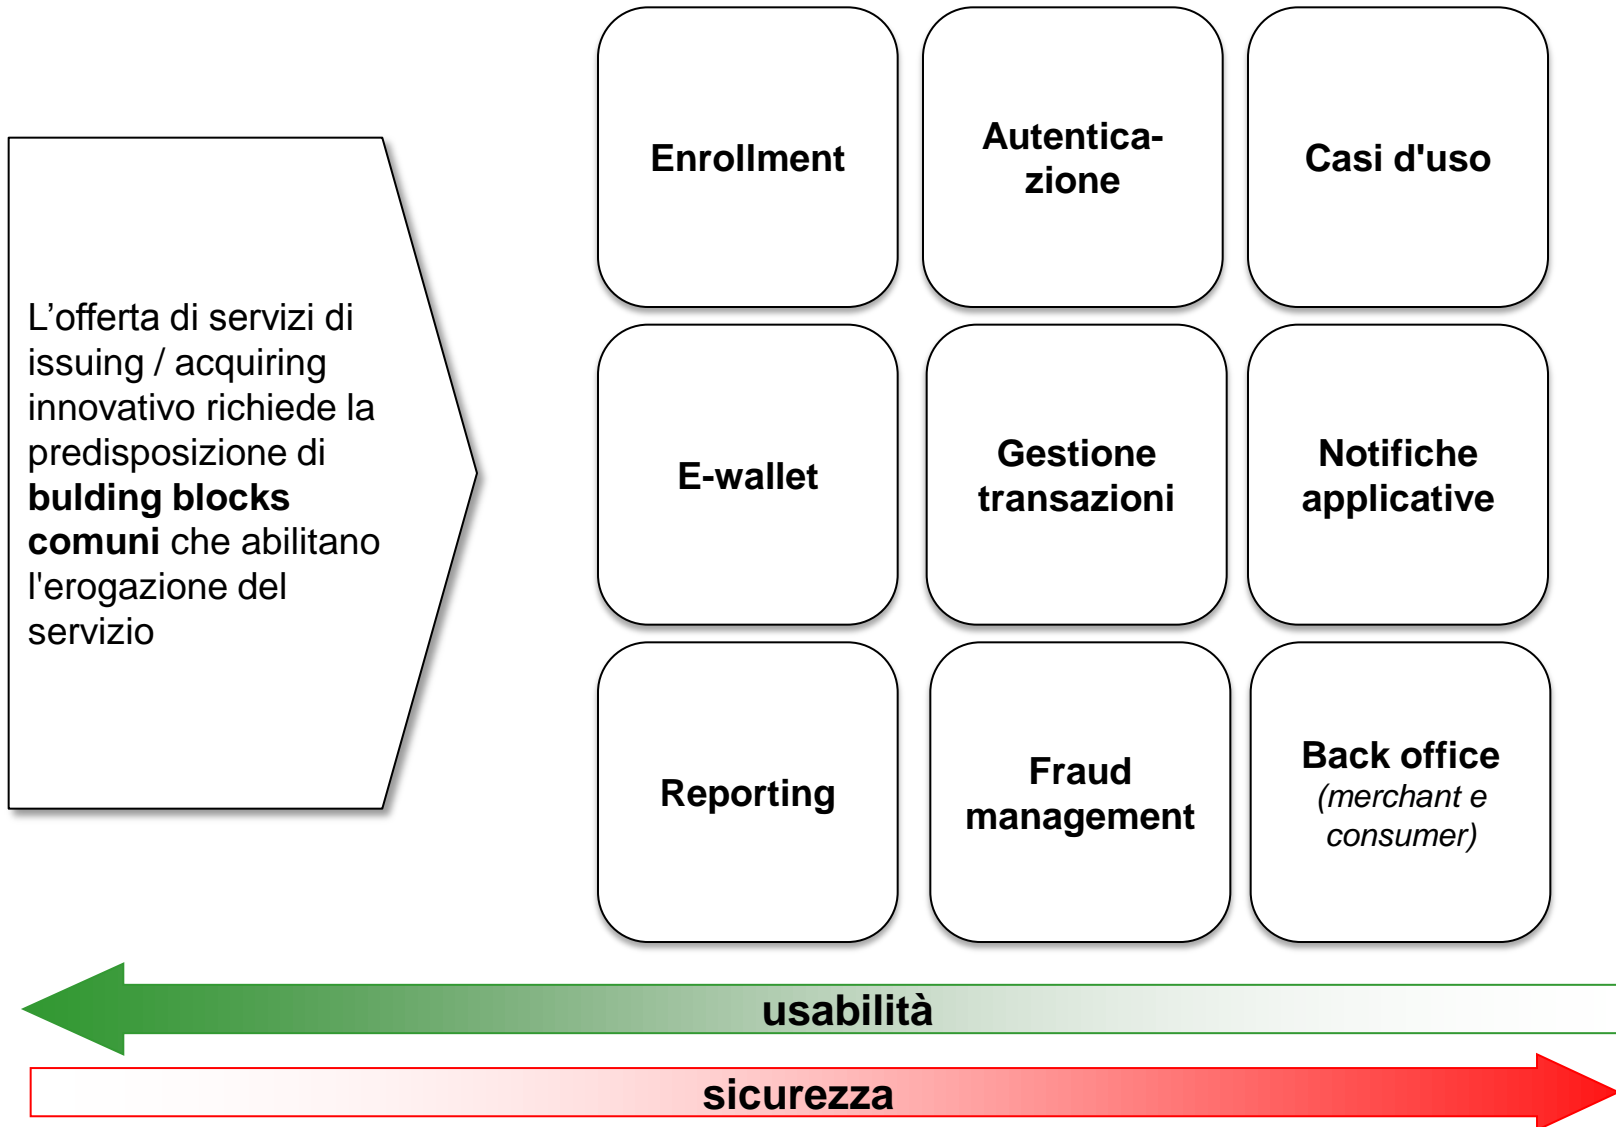 L’offerta di servizi di
issuing / acquiring
innovativo richiede la
predisposizione di
bulding blocks
comuni che abilitano
l'erogazione del
servizio
Enrollment
Autentica-
zione
Casi d'uso
E-wallet
Gestione
transazioni
Notifiche
applicative
Reporting
Fraud
management
Back office
(merchant e
consumer)
usabilità
sicurezza